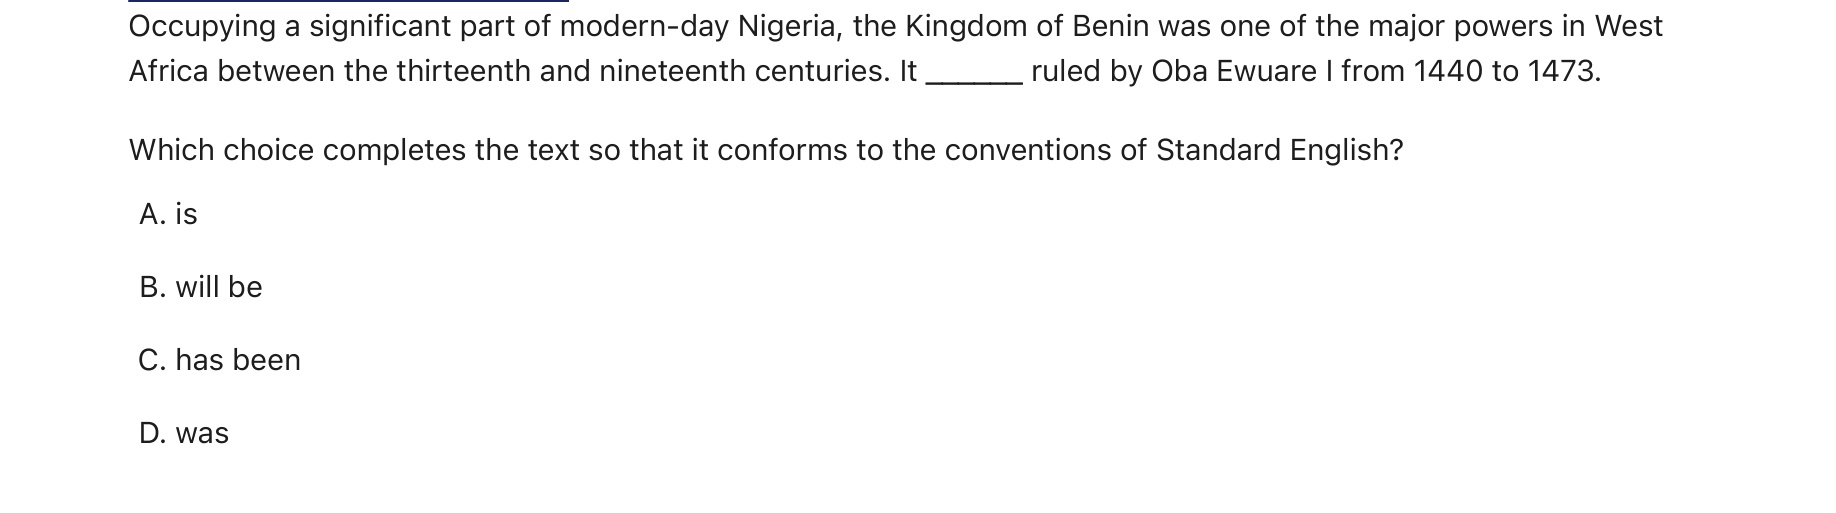 Occupying a significant part of modern-day Nigeria, the Kingdom of Benin was one of the major powers in West
Africa between the thirteenth and nineteenth centuries. It ______ ruled by Oba Ewuare I from 1440 to 1473.
Which choice completes the text so that it conforms to the conventions of Standard English?
A. is
B. will be
C. has been
D. was